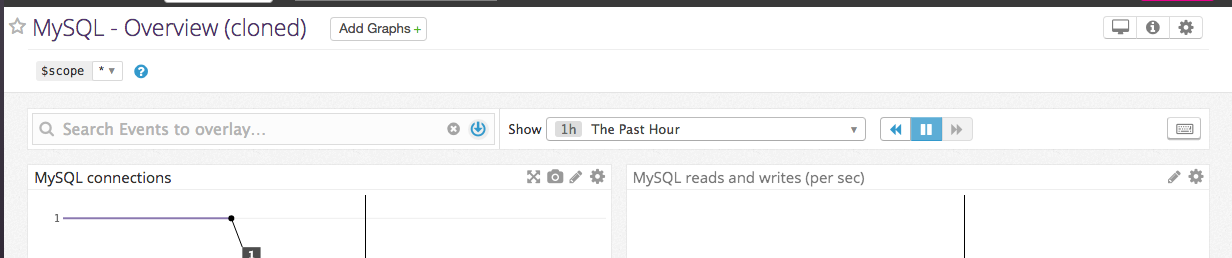 MySQL - Overview (cloned) Add Graphs +
$scope * ▾ ?
Search Events to overlay... Show 1h The Past Hour
MySQL connections
MySQL reads and writes (per sec)
1
1